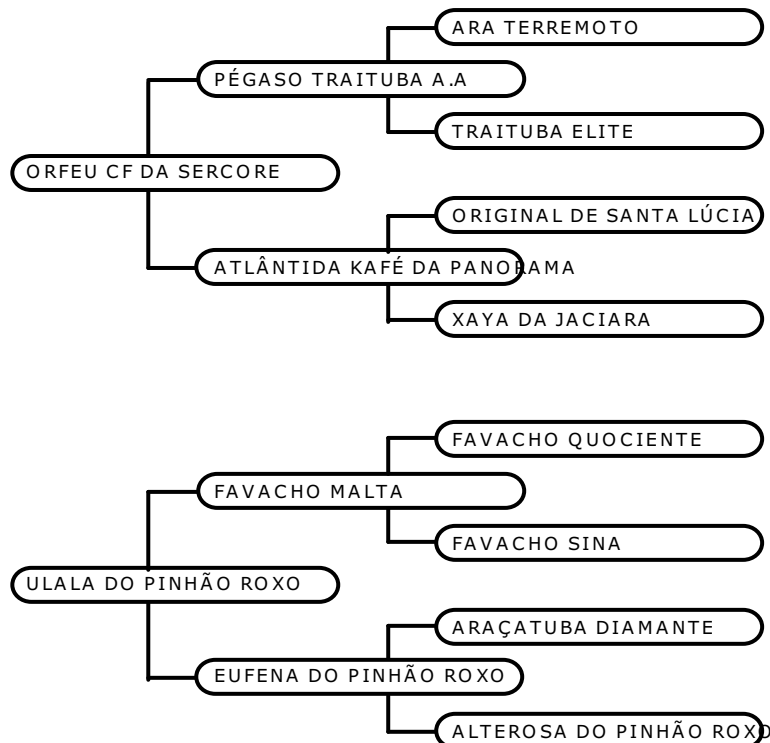 ARA TERREMOTO
PÉGASO TRAITUBA A.A
TRAITUBA ELITE
ORFEU CF DA SERCORE
ORIGINAL DE SANTA LÚCIA
ATLÂNTIDA KAFÉ DA PANORAMA
XAYA DA JACIARA
FAVACHO QUOCIENTE
FAVACHO MALTA
FAVACHO SINA
ULALA DO PINHÃO ROXO
ARAÇATUBA DIAMANTE
EUFENA DO PINHÃO ROXO
ALTEROSA DO PINHÃO ROXO